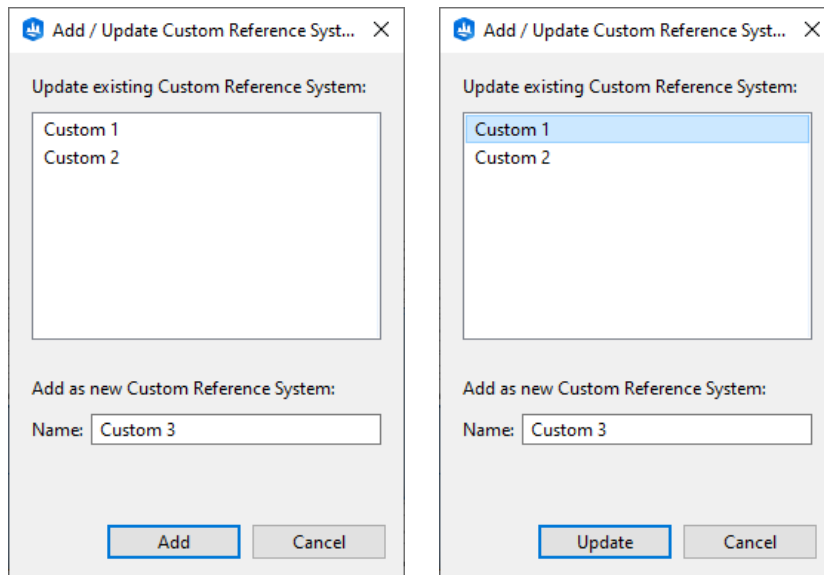 Add / Update Custom Reference Syst...
Update existing Custom Reference System:
Custom 1
Custom 2
Add as new Custom Reference System:
Name: Custom 3
Add Cancel
Add / Update Custom Reference Syst...
Update existing Custom Reference System:
Custom 1
Custom 2
Add as new Custom Reference System:
Name: Custom 3
Update Cancel